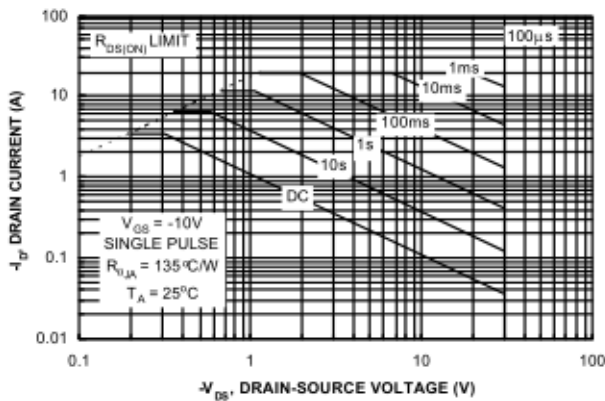 100
10
1
0.1
0.01
-I_D, DRAIN CURRENT (A)
R_DS(ON) LIMIT
100μs
1ms
10ms
100ms
1s
10s
DC
V_GS = -10V
SINGLE PULSE
R_θJA = 135°C/W
T_A = 25°C
0.1
1
10
100
-V_DS, DRAIN-SOURCE VOLTAGE (V)